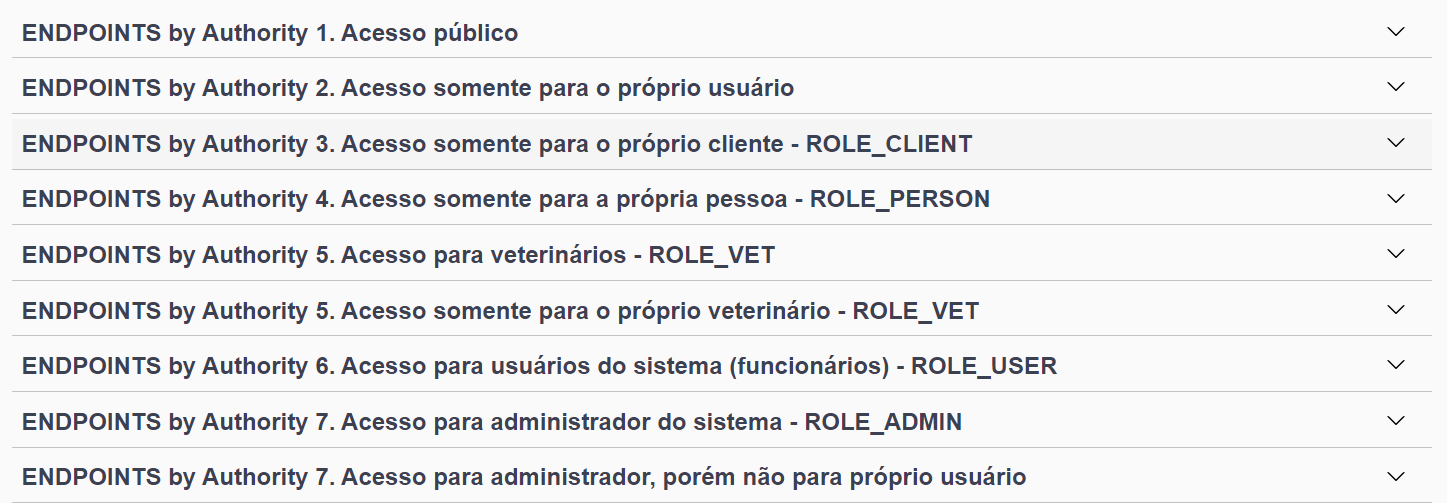 ENDPOINTS by Authority 1. Acesso público
ENDPOINTS by Authority 2. Acesso somente para o próprio usuário
ENDPOINTS by Authority 3. Acesso somente para o próprio cliente - ROLE_CLIENT
ENDPOINTS by Authority 4. Acesso somente para a própria pessoa - ROLE_PERSON
ENDPOINTS by Authority 5. Acesso para veterinários - ROLE_VET
ENDPOINTS by Authority 5. Acesso somente para o próprio veterinário - ROLE_VET
ENDPOINTS by Authority 6. Acesso para usuários do sistema (funcionários) - ROLE_USER
ENDPOINTS by Authority 7. Acesso para administrador do sistema - ROLE_ADMIN
ENDPOINTS by Authority 7. Acesso para administrador, porém não para próprio usuário